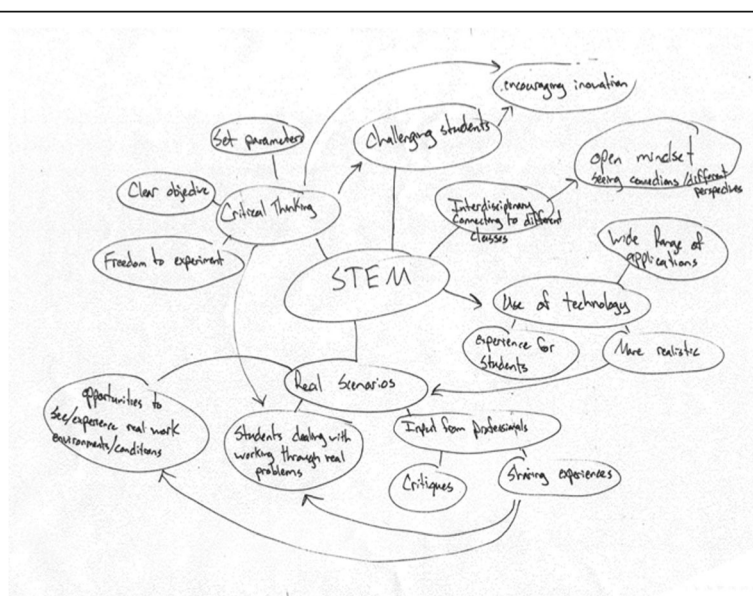 encouraging inovation
Challenging students
Set parameters
open mindset
seeing connections/different
perspectives
Clear objective
Critical Thinking
Interdisciplinary
Connecting to different
classes
Wide Range of
applications
Freedom to experiment
STEM
Use of technology
Experience for
Students
More realistic
Real Scenarios
opportunities to
see/experience real work
environments/conditions
Students dealing with
working through real
problems
Input from professionals
Critiques
Sharing experiences